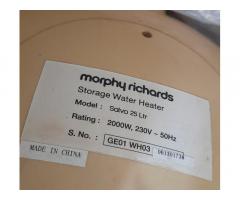 morphy richards
Storage Water Heater
Model : Salvo 25 Ltr
Rating : 2000W, 230V ~ 50Hz
S. No. : GE01 WH03
MADE IN CHINA